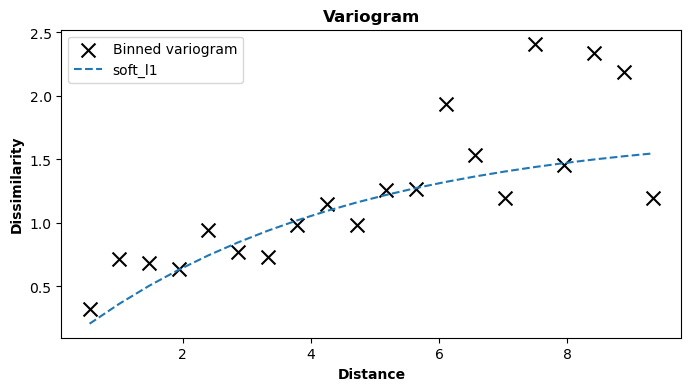 Variogram
Binned variogram
soft_l1
Dissimilarity
2.5
2.0
1.5
1.0
0.5
2 4 6 8
Distance